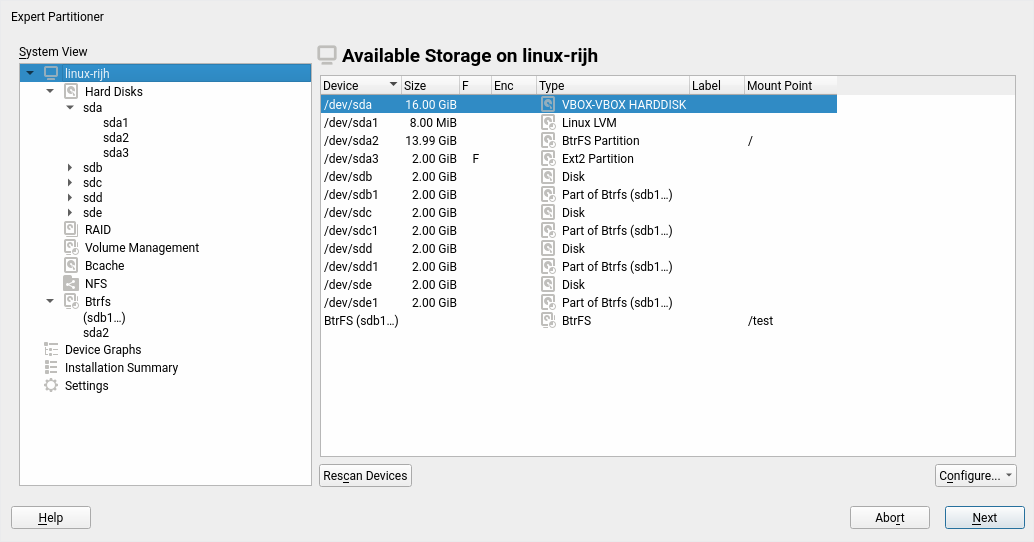 Expert Partitioner
System View
linux-rijh
Hard Disks
sda
sda1
sda2
sda3
sdb
sdc
sdd
sde
RAID
Volume Management
Bcache
NFS
Btrfs
(sdb1...)
sda2
Device Graphs
Installation Summary
Settings
Available Storage on linux-rijh
Device Size F Enc Type Label Mount Point
/dev/sda 16.00 GiB VBOX-VBOX HARDDISK
/dev/sda1 8.00 MiB Linux LVM
/dev/sda2 13.99 GiB BtrFS Partition /
/dev/sda3 2.00 GiB F Ext2 Partition
/dev/sdb 2.00 GiB Disk
/dev/sdb1 2.00 GiB Part of Btrfs (sdb1...)
/dev/sdc 2.00 GiB Disk
/dev/sdc1 2.00 GiB Part of Btrfs (sdb1...)
/dev/sdd 2.00 GiB Disk
/dev/sdd1 2.00 GiB Part of Btrfs (sdb1...)
/dev/sde 2.00 GiB Disk
/dev/sde1 2.00 GiB Part of Btrfs (sdb1...)
BtrFS (sdb1...) BtrFS /test
Rescan Devices
Configure...
Help
Abort
Next